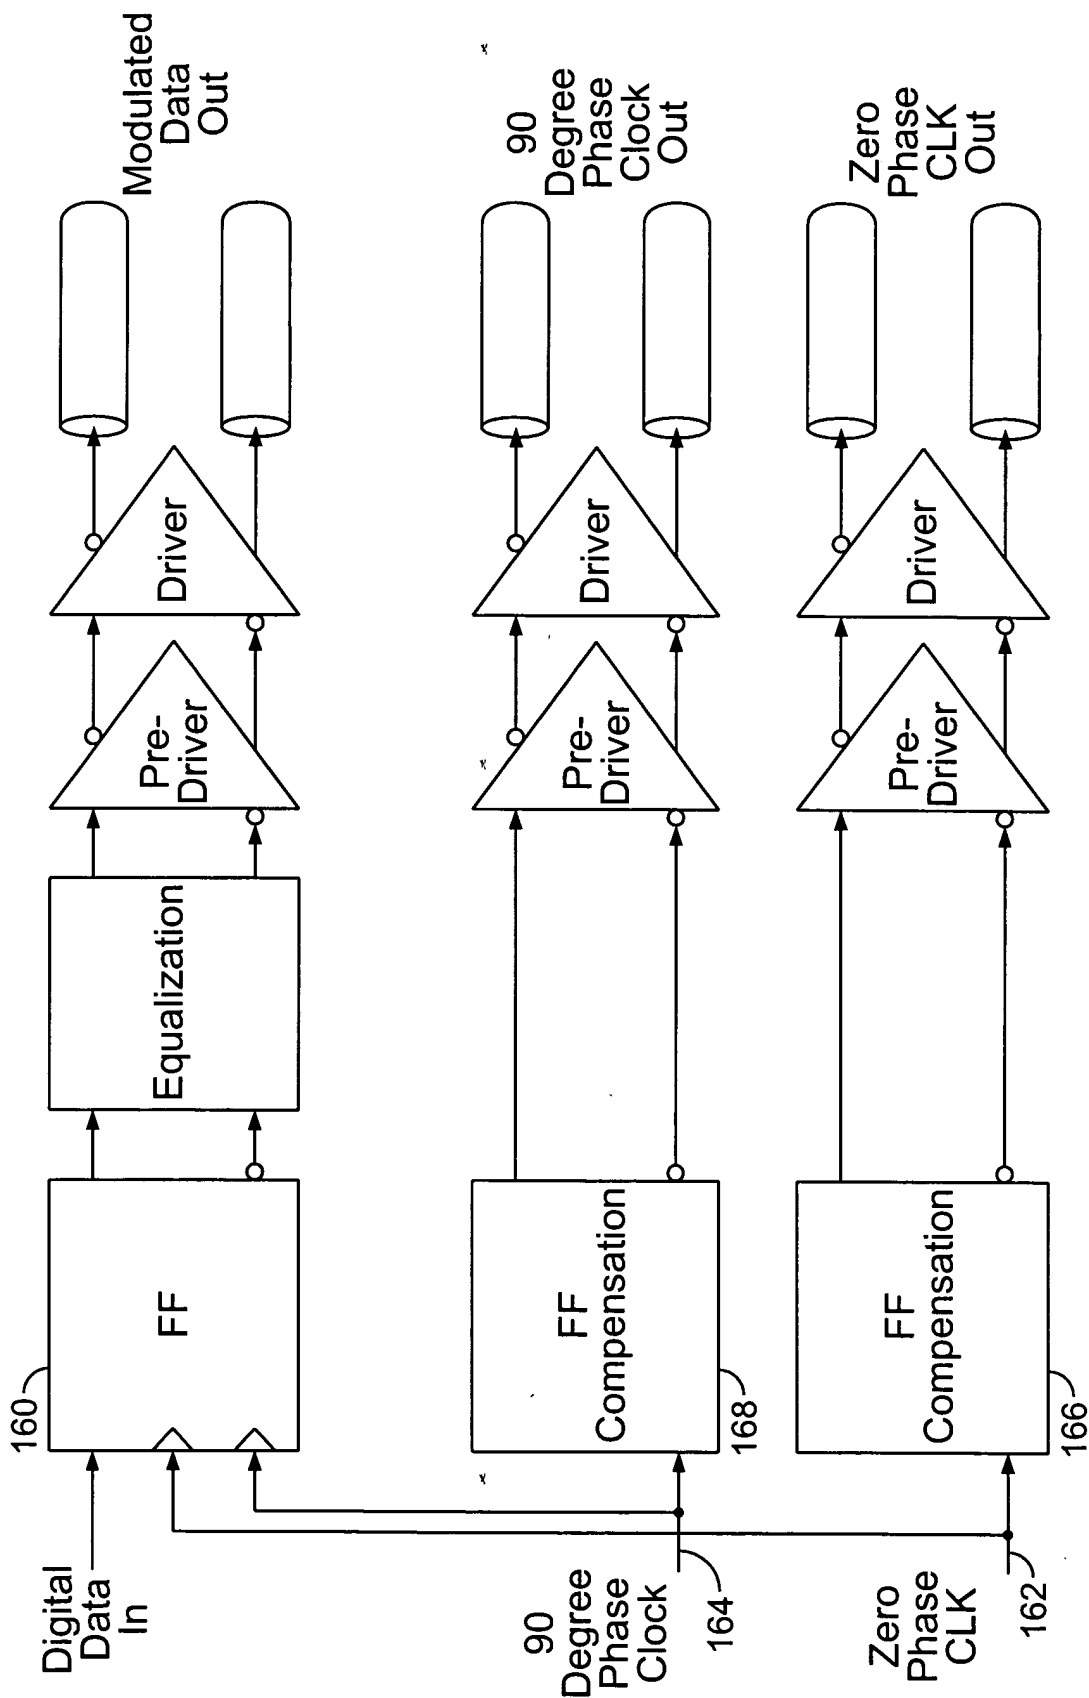 Digital
Data
In
160
FF
Equalization
Pre-
Driver
Driver
Modulated
Data
Out
90
Degree
Phase
Clock
164
FF
Compensation
168
Pre-
Driver
Driver
90
Degree
Phase
Clock
Out
Zero
Phase
CLK
162
FF
Compensation
166
Pre-
Driver
Driver
Zero
Phase
CLK
Out